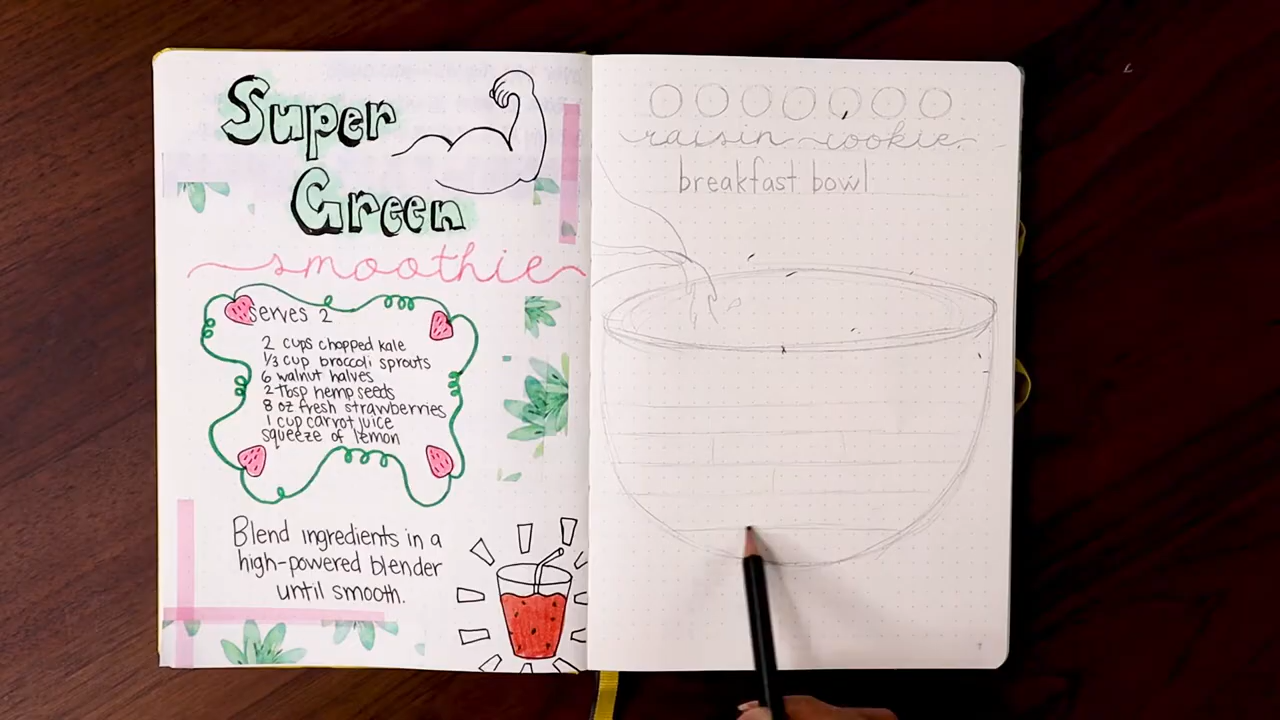 Super
Green
smoothie
serves 2
2 cups chopped kale
1/3 cup broccoli sprouts
6 walnut halves
2 tbsp hemp seeds
8 oz fresh strawberries
1 cup carrot juice
squeeze of lemon
Blend ingredients in a
high-powered blender
until smooth.
raisin cookie
breakfast bowl